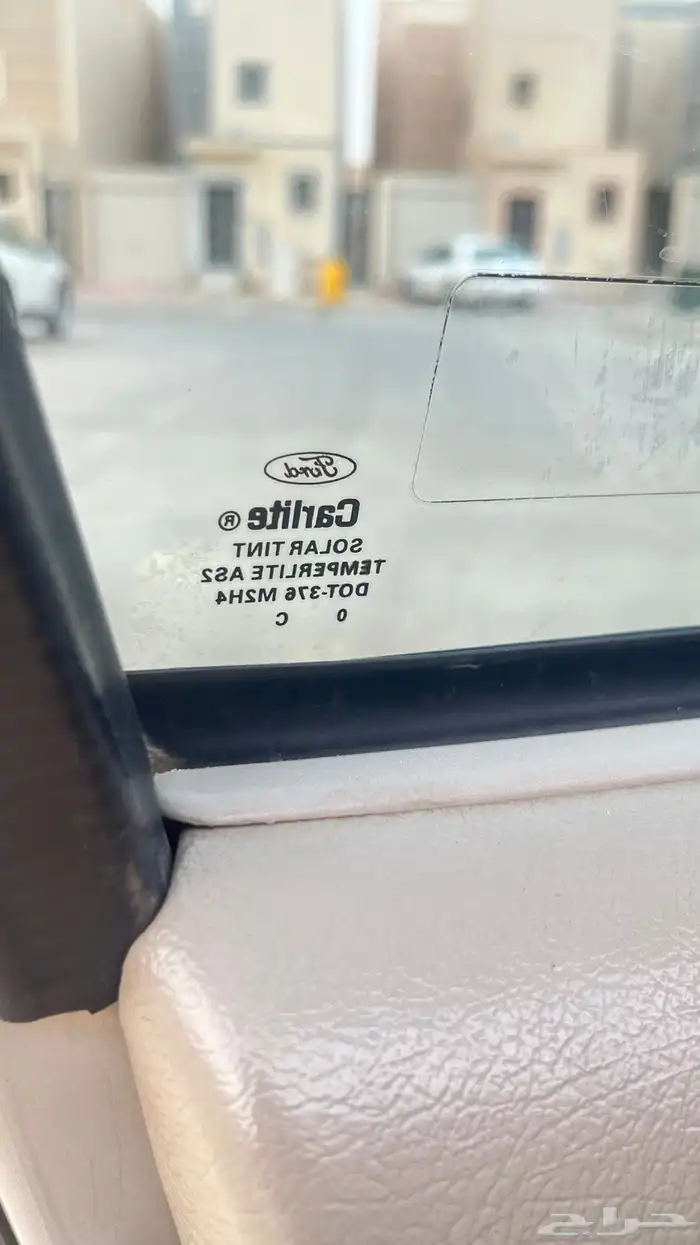 Ford
Carlite®
SOLAR TINT
TEMPERLITE AS2
DOT-376 M2H4
0 C
حراج